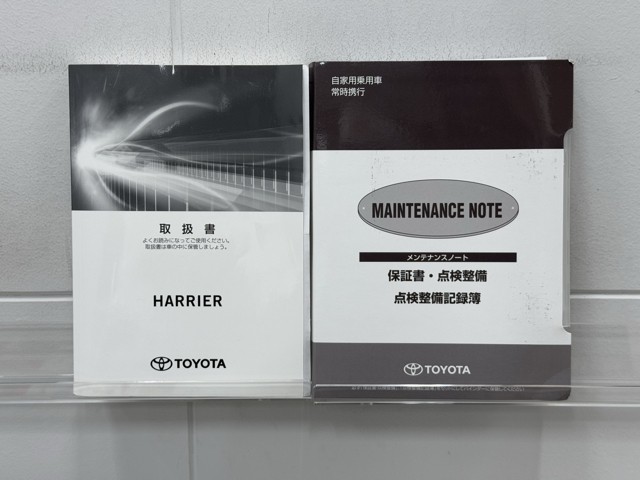 取扱書
よくお読みになってご使用ください。
取扱書は車の中に保管しましょう。
HARRIER
TOYOTA
自家用乗用車
常時携行
MAINTENANCE NOTE
メンテナンスノート
保証書・点検整備
点検整備記録簿
TOYOTA